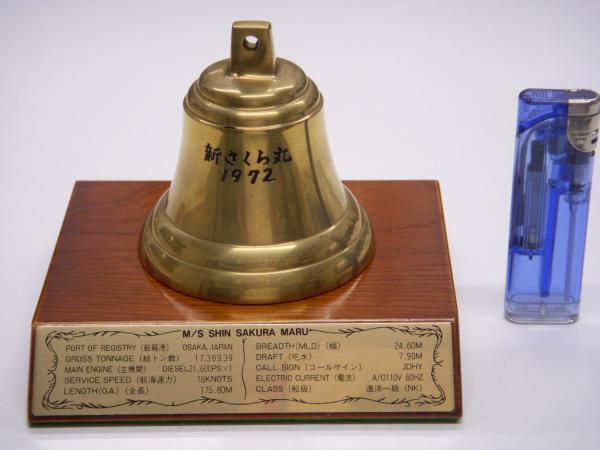 新さくら丸
1972
M/S SHIN SAKURA MARU
PORT OF REGISTRY (船籍港) OSAKA, JAPAN
GROSS TONNAGE (総トン数) 17,389.39
MAIN ENGINE (主機関) DIESEL21,600PS×1
SERVICE SPEED (航海速力) 16KNOTS
LENGTH(O.A.) (全長) 175.80M
BREADTH(MLD) (幅) 24.60M
DRAFT (吃水) 7.90M
CALL SIGN (コールサイン) JDHY
ELECTRIC CURRENT (電流) A/C110V 60HZ
CLASS (船級) 遠洋一級 (NK)